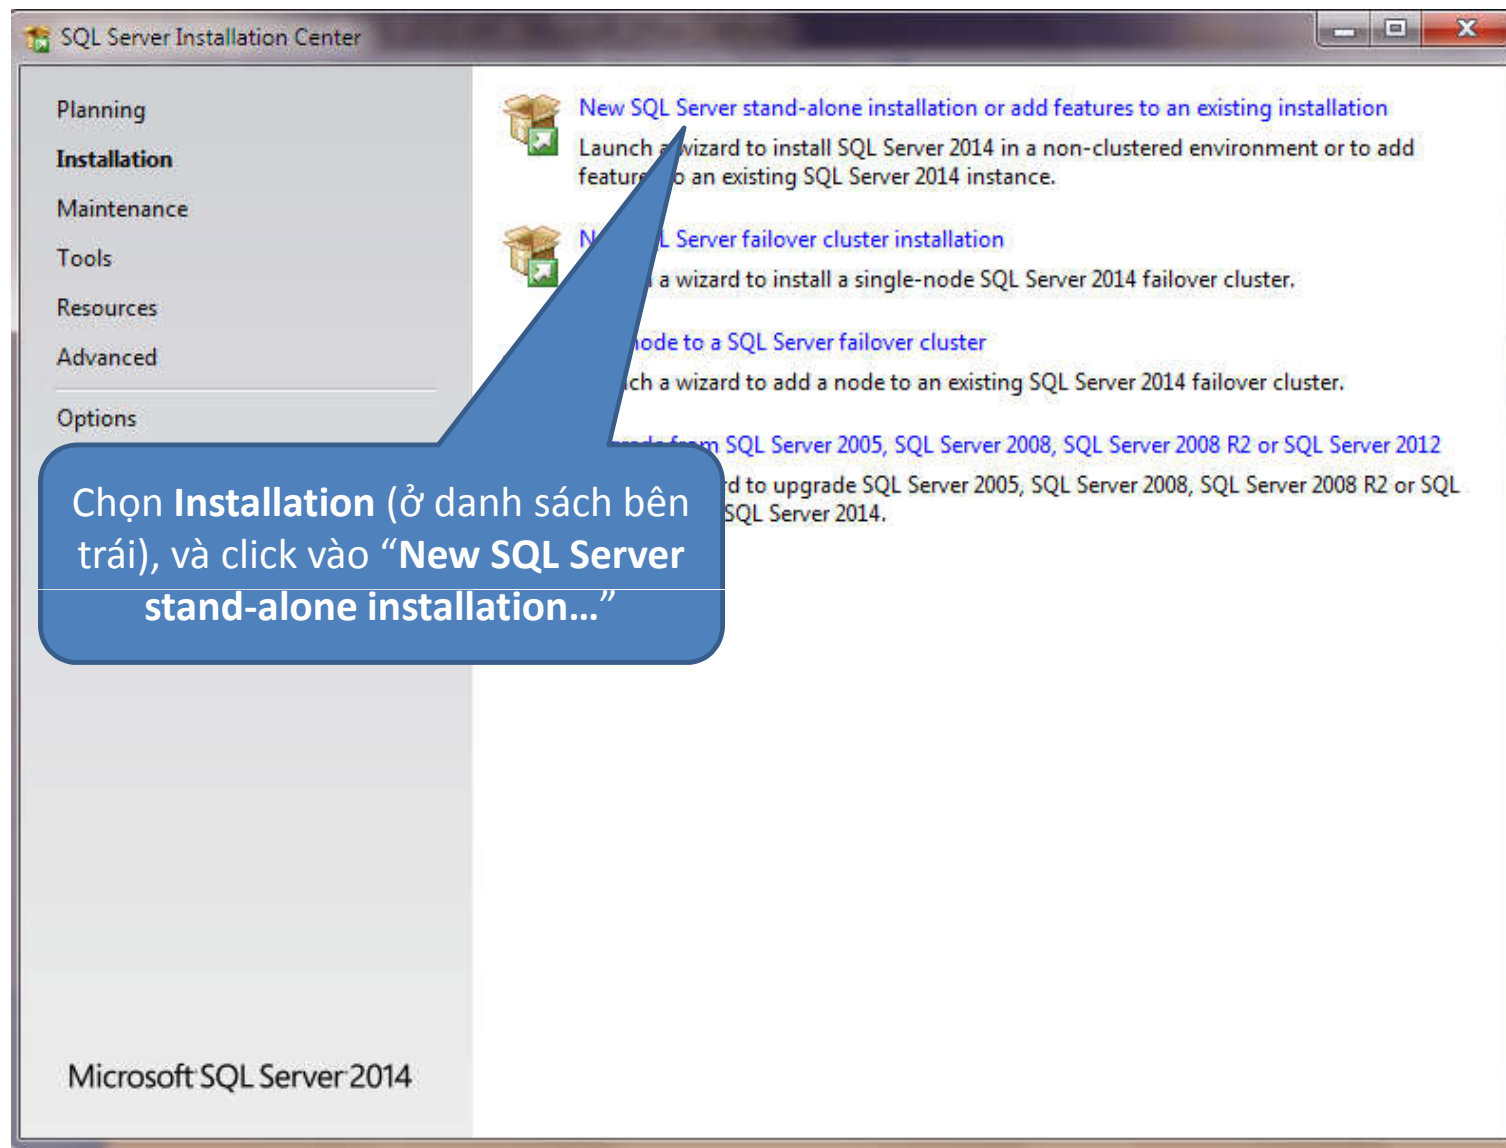 SQL Server Installation Center
Planning
Installation
Maintenance
Tools
Resources
Advanced
Options
New SQL Server stand-alone installation or add features to an existing installation
Launch a wizard to install SQL Server 2014 in a non-clustered environment or to add
features to an existing SQL Server 2014 instance.
Server failover cluster installation
a wizard to install a single-node SQL Server 2014 failover cluster.
node to a SQL Server failover cluster
a wizard to add a node to an existing SQL Server 2014 failover cluster.
SQL Server 2005, SQL Server 2008, SQL Server 2008 R2 or SQL Server 2012
to upgrade SQL Server 2005, SQL Server 2008, SQL Server 2008 R2 or SQL
SQL Server 2014.
Chọn Installation (ở danh sách bên
trái), và click vào “New SQL Server
stand-alone installation…”
Microsoft SQL Server 2014